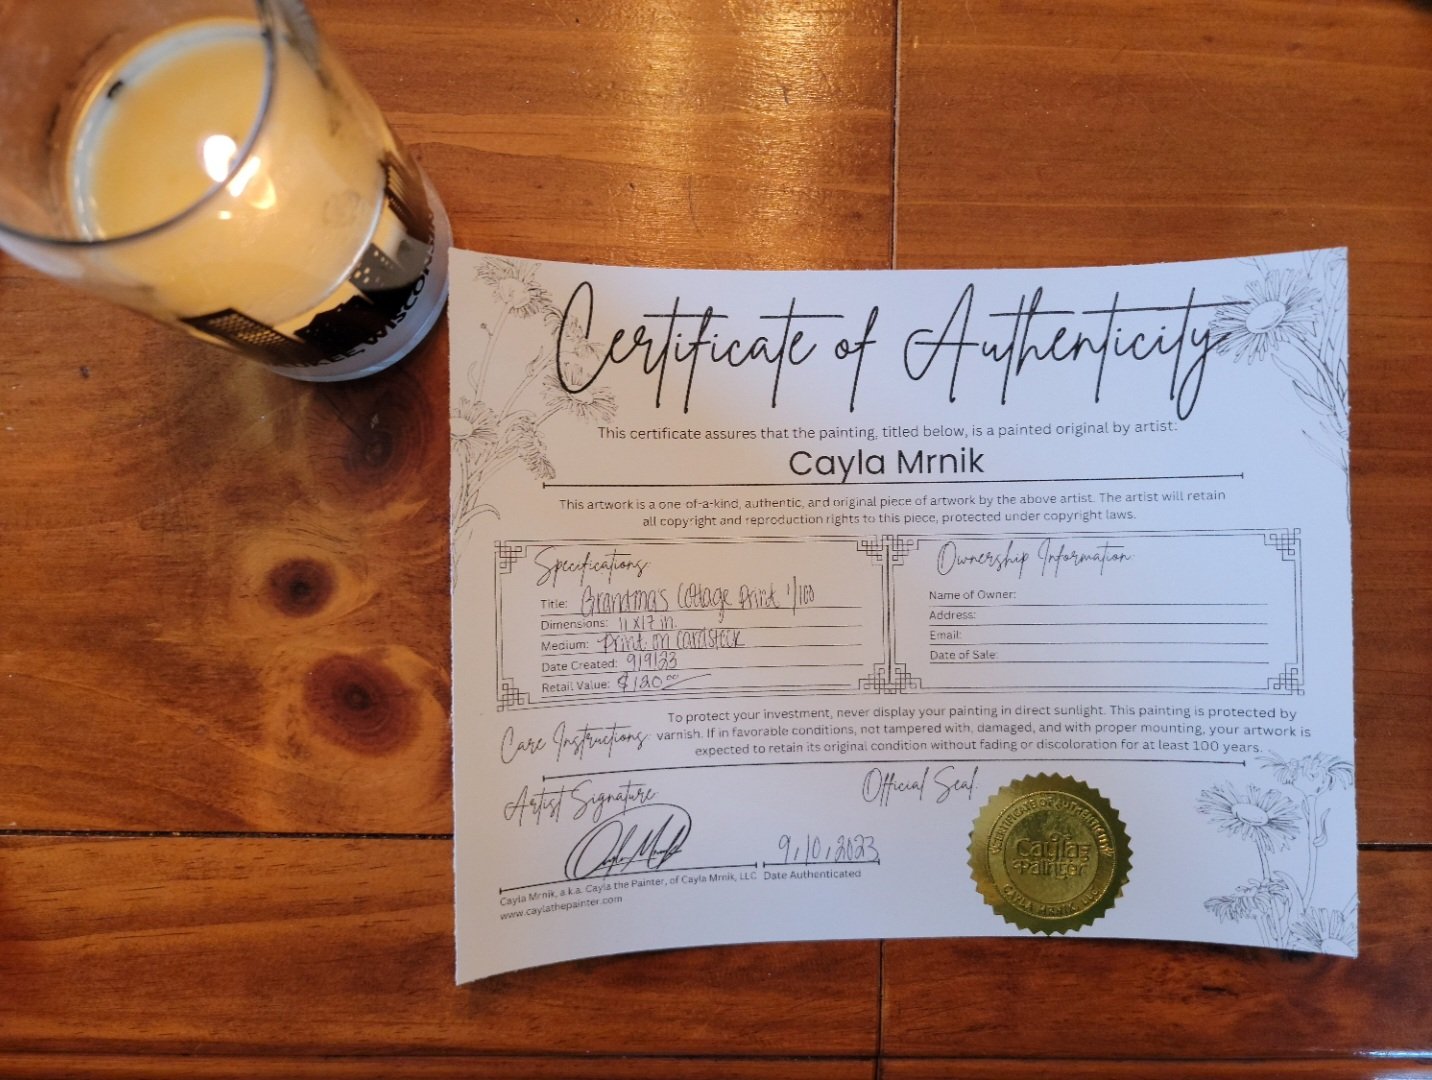 WISCON
Certificate of Authenticity
This certificate assures that the painting, titled below, is a painted original by artist:
Cayla Mrnik
This artwork is a one-of-a-kind, authentic, and original piece of artwork by the above artist. The artist will retain
all copyright and reproduction rights to this piece, protected under copyright laws.
Specifications:
Title: Grandma's Cottage Print 1/100
Dimensions: 11 x 17 in.
Medium: Print on cardstock
Date Created: 9/9/23
Retail Value: $120.00
Ownership Information:
Name of Owner:
Address:
Email:
Date of Sale:
Care Instructions:
To protect your investment, never display your painting in direct sunlight. This painting is protected by
varnish. If in favorable conditions, not tampered with, damaged, and with proper mounting, your artwork is
expected to retain its original condition without fading or discoloration for at least 100 years.
Artist Signature:
Cayla Mrnik, a.k.a. Cayla the Painter, of Cayla Mrnik, LLC
www.caylathepainter.com
9.10.2023
Date Authenticated
Official Seal:
CERTIFICATE OF AUTHENTICITY
Cayla THE
Painter
CAYLA MRNIK, LLC